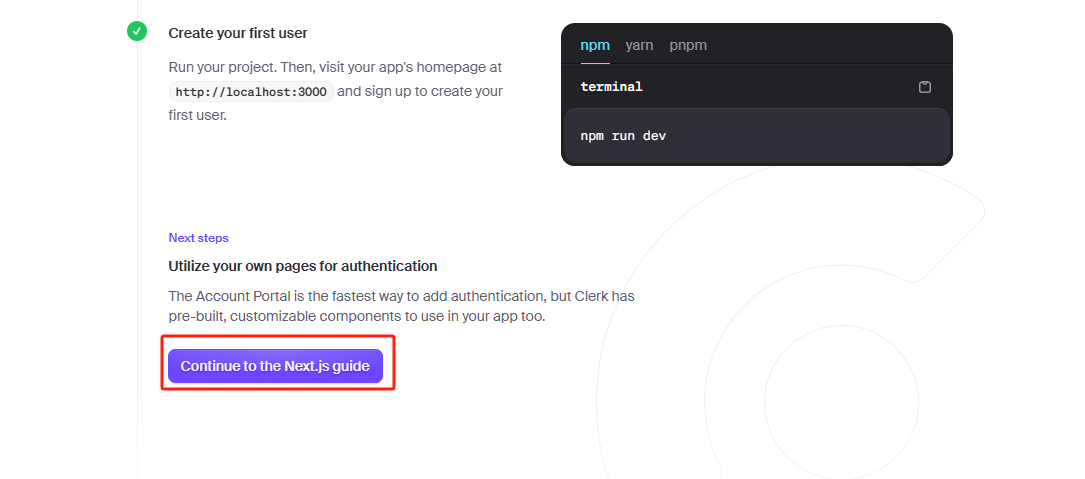 Create your first user
Run your project. Then, visit your app's homepage at
http://localhost:3000 and sign up to create your
first user.
npm yarn pnpm
terminal
npm run dev
Next steps
Utilize your own pages for authentication
The Account Portal is the fastest way to add authentication, but Clerk has
pre-built, customizable components to use in your app too.
Continue to the Next.js guide